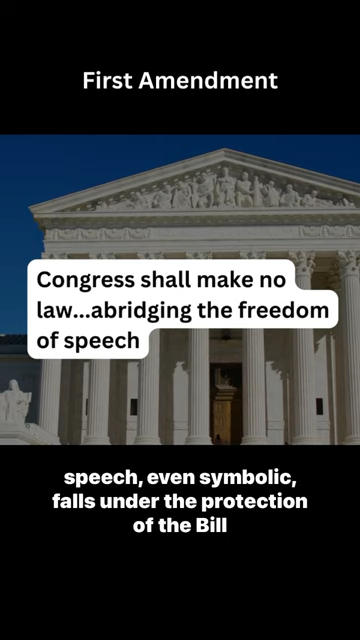 First Amendment
Congress shall make no
law...abridging the freedom
of speech
speech, even symbolic,
falls under the protection
of the Bill